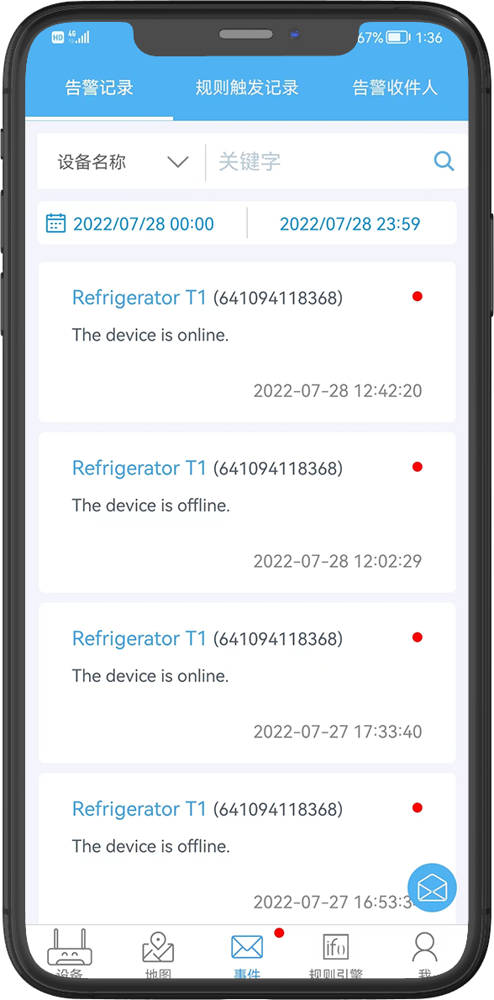 HD 4G 67% 1:36
告警记录 规则触发记录 告警收件人
设备名称 关键字
2022/07/28 00:00 2022/07/28 23:59
Refrigerator T1 (641094118368)
The device is online.
2022-07-28 12:42:20
Refrigerator T1 (641094118368)
The device is offline.
2022-07-28 12:02:29
Refrigerator T1 (641094118368)
The device is online.
2022-07-27 17:33:40
Refrigerator T1 (641094118368)
The device is offline.
2022-07-27 16:53:3
if()
设备 地图 事件 规则引擎 我